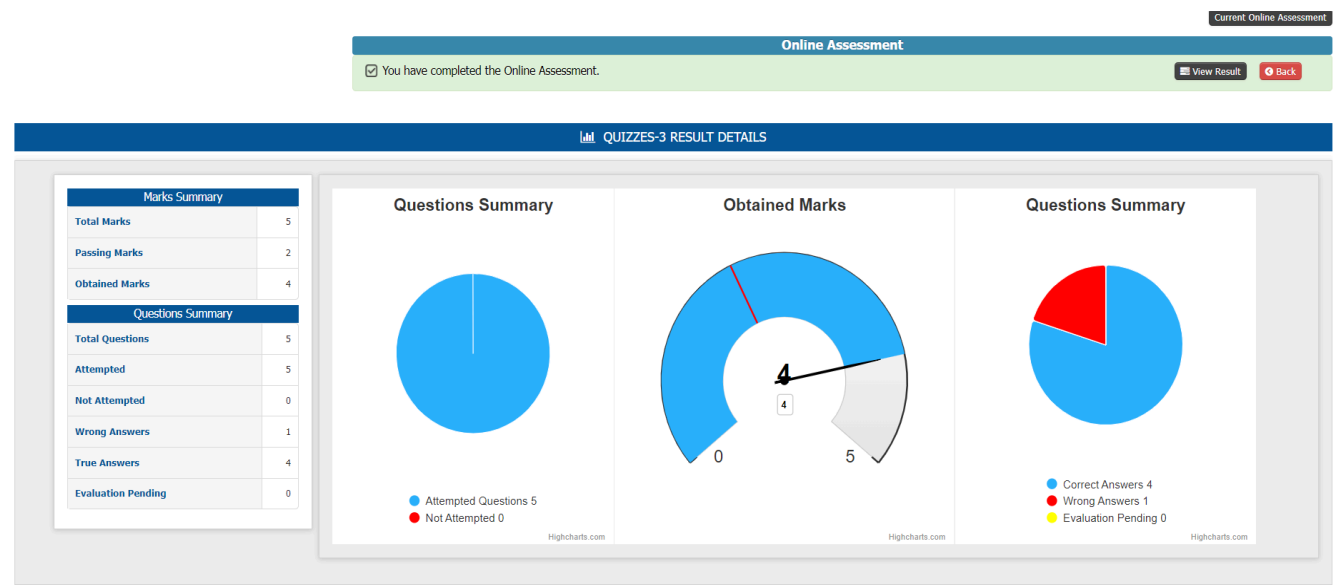 Current Online Assessment
Online Assessment
You have completed the Online Assessment.
View Result
Back
QUIZZES-3 RESULT DETAILS
Marks Summary
Total Marks 5
Passing Marks 2
Obtained Marks 4
Questions Summary
Total Questions 5
Attempted 5
Not Attempted 0
Wrong Answers 1
True Answers 4
Evaluation Pending 0
Questions Summary
Attempted Questions 5
Not Attempted 0
Highcharts.com
Obtained Marks
4
4
0 5
Highcharts.com
Questions Summary
Correct Answers 4
Wrong Answers 1
Evaluation Pending 0
Highcharts.com